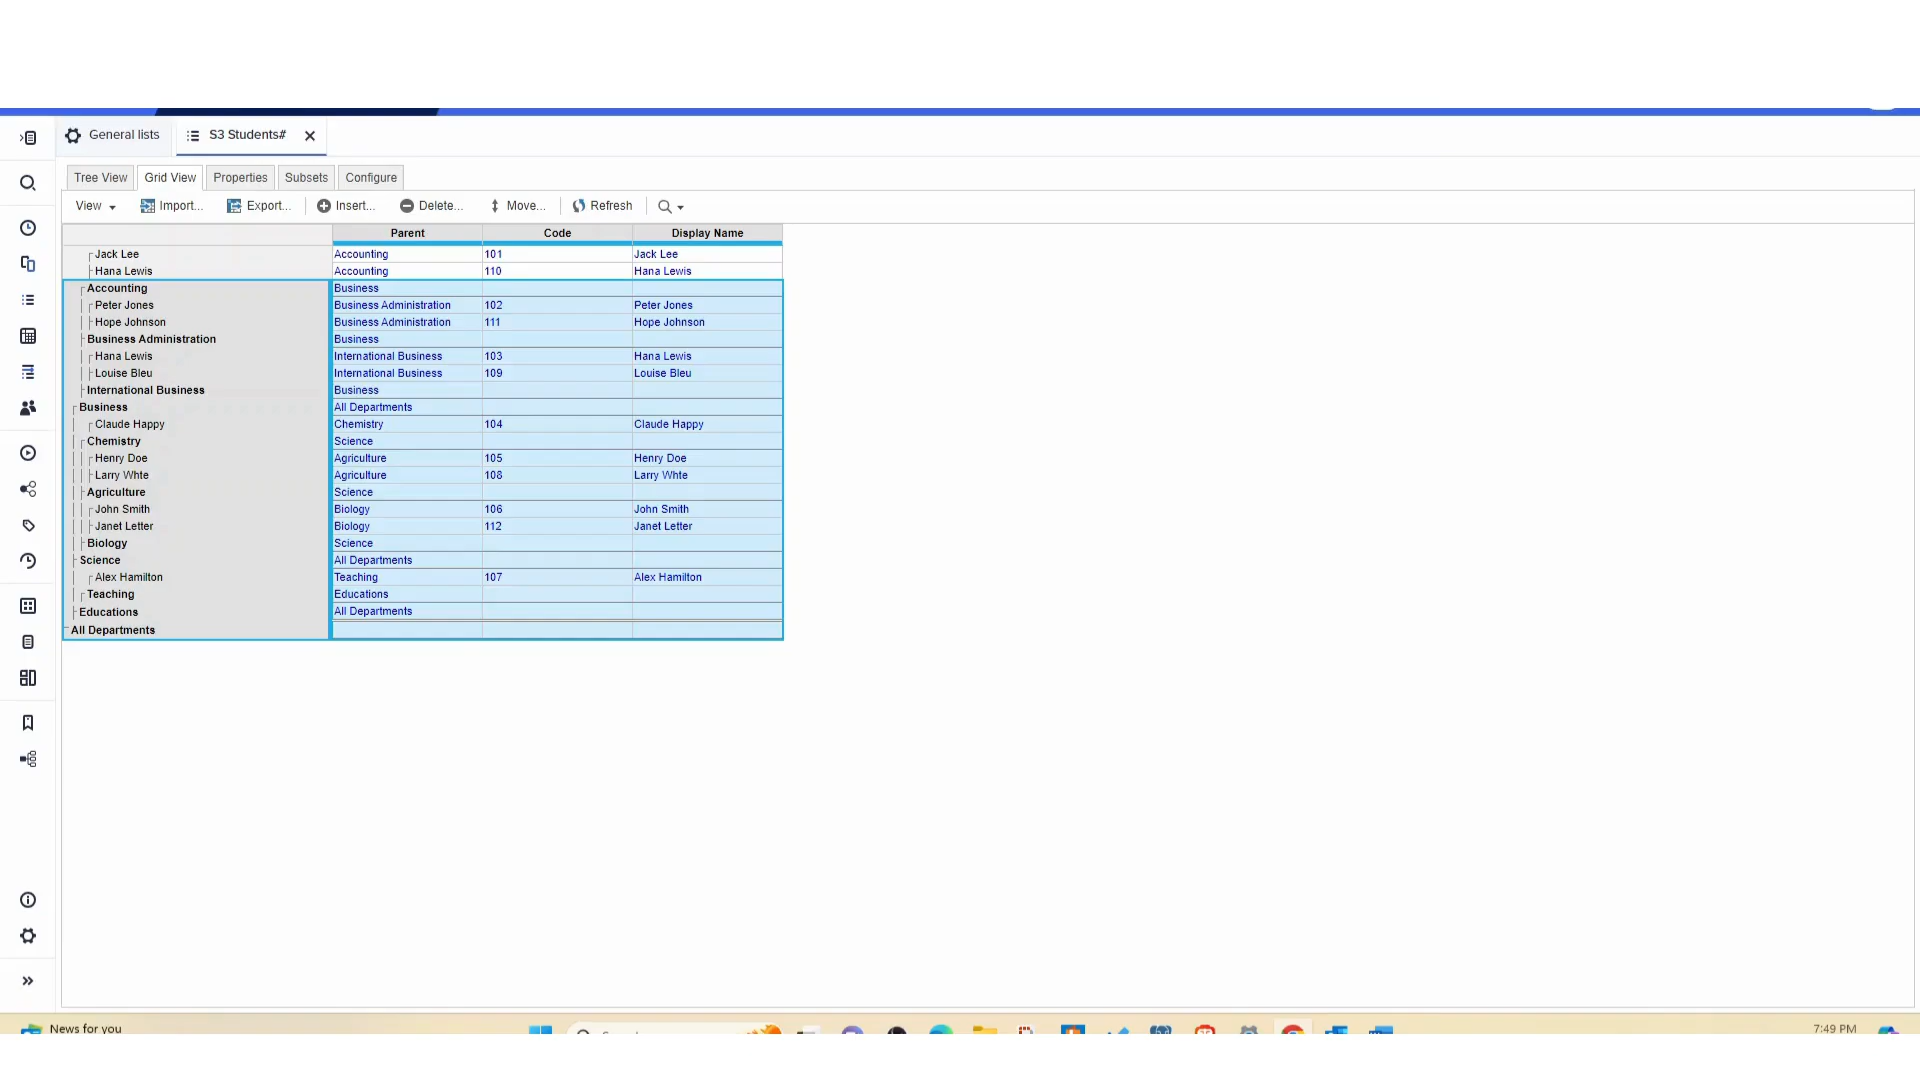 General lists S3 Students#
Tree View Grid View Properties Subsets Configure
View Import... Export... Insert... Delete... Move... Refresh
Parent Code Display Name
Jack Lee Accounting 101 Jack Lee
Hana Lewis Accounting 110 Hana Lewis
Accounting Business
Peter Jones Business Administration 102 Peter Jones
Hope Johnson Business Administration 111 Hope Johnson
Business Administration Business
Hana Lewis International Business 103 Hana Lewis
Louise Bleu International Business 109 Louise Bleu
International Business Business
Business All Departments
Claude Happy Chemistry 104 Claude Happy
Chemistry Science
Henry Doe Agriculture 105 Henry Doe
Larry Whte Agriculture 108 Larry Whte
Agriculture Science
John Smith Biology 106 John Smith
Janet Letter Biology 112 Janet Letter
Biology Science
Science All Departments
Alex Hamilton Teaching 107 Alex Hamilton
Teaching Educations
Educations All Departments
All Departments
News for you 7:49 PM